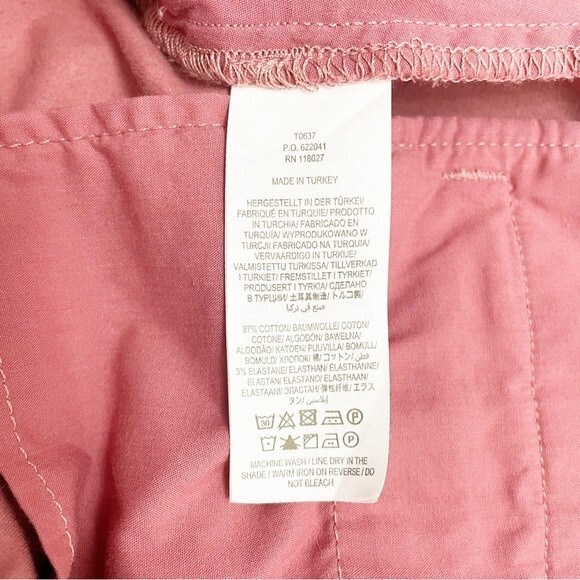 T0637
P.O. 622041
RN 118027
MADE IN TURKEY
HERGESTELLT IN DER TÜRKEI/
FABRIQUÉ EN TURQUIE/ PRODOTTO
IN TURCHIA/ FABRICADO EN
TURQUÍA/ WYPRODUKOWANO W
TURCJI/ FABRICADO NA TURQUIA/
VERVAARDIGD IN TURKIJE/
VALMISTETTU TURKISSA/ TILLVERKAD
I TURKIET/ FREMSTILLET I TYRKIET/
PRODUSERT I TYRKIA/ СДЕЛАНО
В ТУРЦИИ/ 土耳其制造/ トルコ製/
صنع في تركيا
97% COTTON/ BAUMWOLLE/ COTON/
COTONE/ ALGODÓN/ BAWEŁNA/
ALGODÃO/ KATOEN/ PUUVILLA/ BOMULL/
BOMULD/ ХЛОПОК/ 棉/ コットン/ قطن
3% ELASTANE/ ELASTHAN/ ÉLASTHANNE/
ELASTAN/ ELASTANO/ ELASTHAAN/
ELASTAANI/ ЭЛАСТАН/ 弹性纤维/ エラス
タン/ إيلاستين
30 P
P
MACHINE WASH / LINE DRY IN THE
SHADE / WARM IRON ON REVERSE / DO
NOT BLEACH